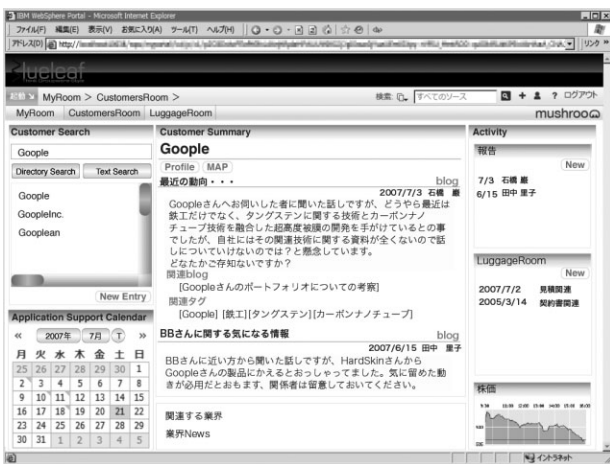 IBM WebSphere Portal - Microsoft Internet Explorer
ファイル(F) 編集(E) 表示(V) お気に入り(A) ツール(T) ヘルプ(H)
アドレス(D) リンク
lueleaf
起動 MyRoom > CustomersRoom > 検索: すべてのソース ? ログアウト
MyRoom CustomersRoom LuggageRoom mushroom
Customer Search
Goople
Directory Search Text Search
Goople
GoopleInc.
Gooplean
New Entry
Application Support Calendar
« 2007年 7月 T »
月 火 水 木 金 土 日
25 26 27 28 29 30 1
2 3 4 5 6 7 8
9 10 11 12 13 14 15
16 17 18 19 20 21 22
23 24 25 26 27 28 29
30 31 1 2 3 4 5
Customer Summary
Goople
Profile MAP
最近の動向・・・ blog
2007/7/3 石橋 巌
Goopleさんへお伺いした者に聞いた話しですが、どうやら最近は
鉄工だけでなく、タングステンに関する技術とカーボンナノ
チューブ技術を融合した超高度被膜の開発を手がけているとの事
でしたが、自社にはその関連技術に関する資料が全くないので話
しについていけないのでは?と懸念しています。
どなたかご存知ないですか?
関連blog
[Goopleさんのポートフォリオについての考察]
関連タグ
[Goople] [鉄工][タングステン][カーボンナノチューブ]
BBさんに関する気になる情報 blog
2007/6/15 田中 里子
BBさんに近い方から聞いた話しですが、HardSkinさんから
Goopleさんの製品にかえるとおっしゃってました。気に留めた動
きが必用だとおもます、関係者は留意しておいてください。
関連する業界
業界News
Activity
報告
New
7/3 石橋 巌
6/15 田中 里子
LuggageRoom
New
2007/7/2 見積関連
2005/3/14 契約書関連
株価
イントラネット